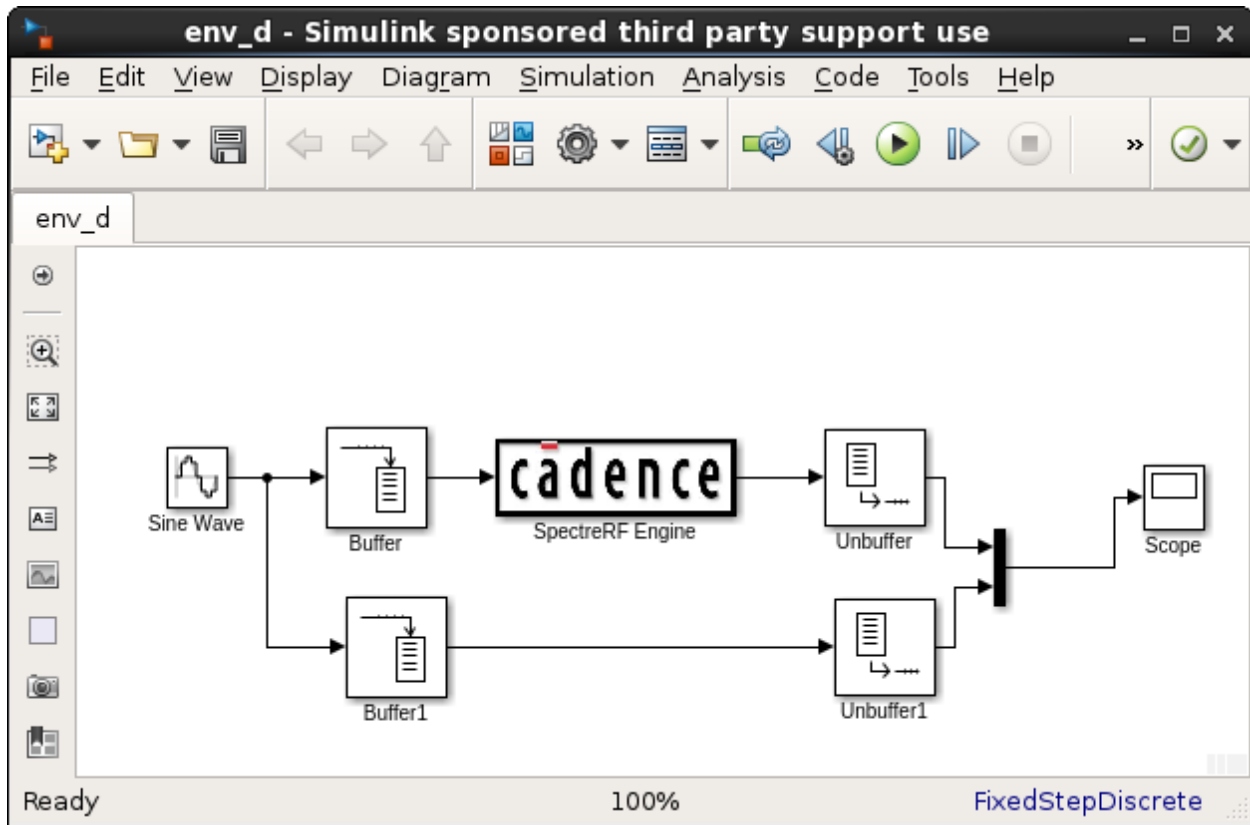 env_d - Simulink sponsored third party support use
File Edit View Display Diagram Simulation Analysis Code Tools Help
env_d
cadence
Sine Wave
Buffer
SpectreRF Engine
Unbuffer
Scope
Buffer1
Unbuffer1
Ready 100% FixedStepDiscrete